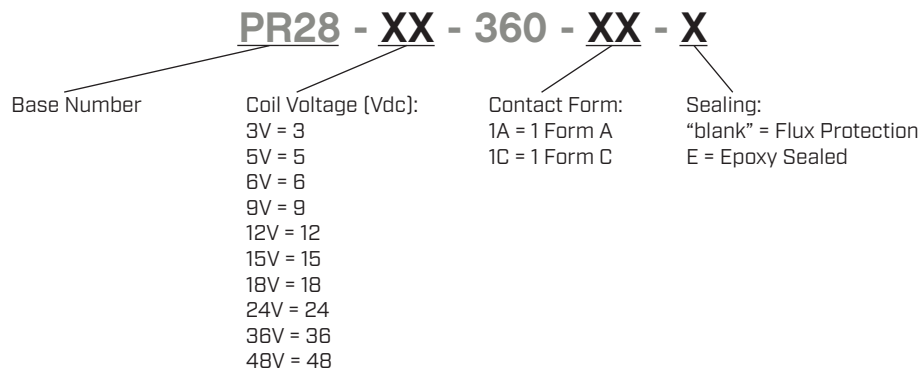 PR28 - XX - 360 - XX - X
Base Number
Coil Voltage (Vdc):
3V = 3
5V = 5
6V = 6
9V = 9
12V = 12
15V = 15
18V = 18
24V = 24
36V = 36
48V = 48
Contact Form:
1A = 1 Form A
1C = 1 Form C
Sealing:
“blank” = Flux Protection
E = Epoxy Sealed